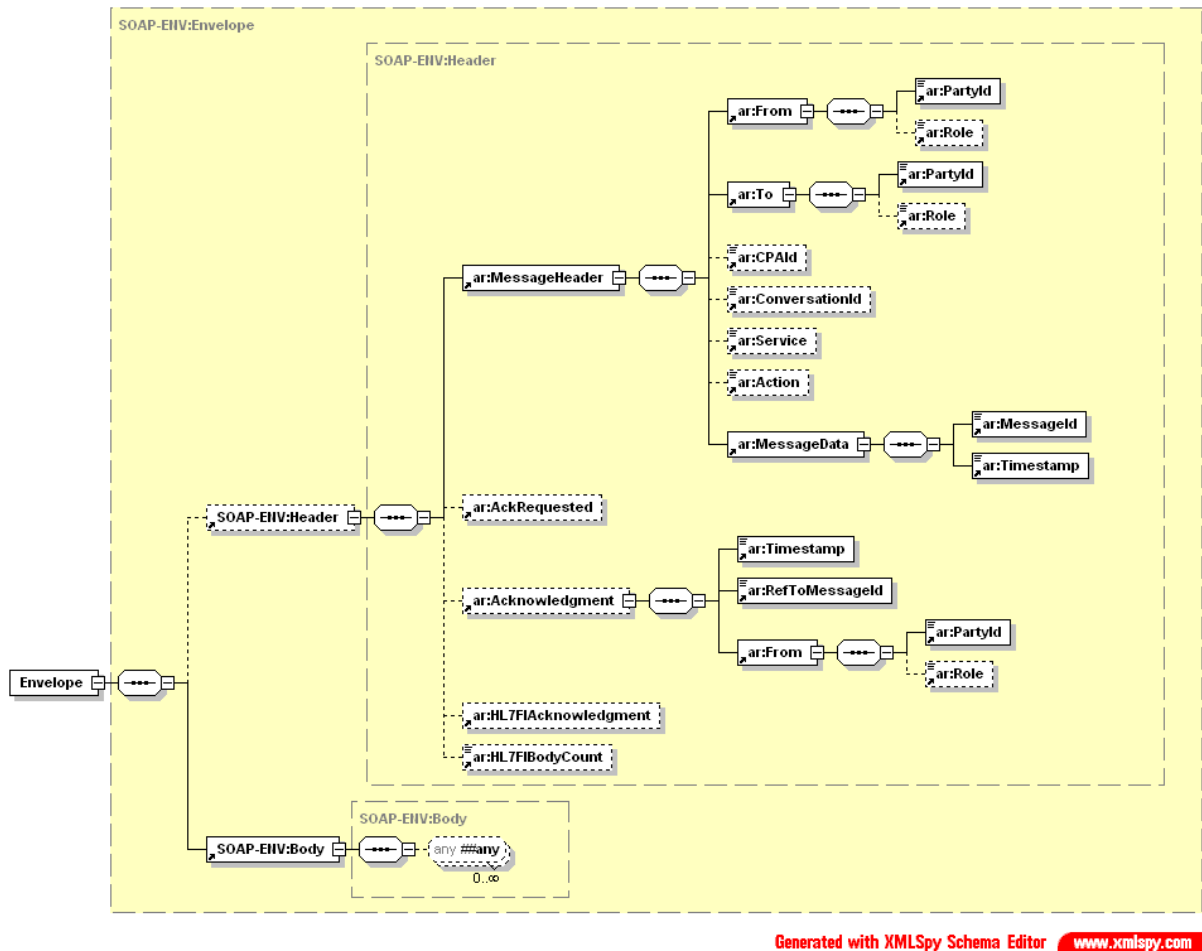 SOAP-ENV:Envelope
SOAP-ENV:Header
ar:PartyId
ar:From
ar:Role
ar:PartyId
ar:To
ar:Role
ar:CPAId
ar:MessageHeader
ar:ConversationId
ar:Service
ar:Action
ar:MessageId
ar:MessageData
ar:Timestamp
ar:AckRequested
SOAP-ENV:Header
ar:Timestamp
ar:RefToMessageId
ar:Acknowledgment
ar:PartyId
ar:From
ar:Role
Envelope
ar:HL7FIAcknowledgment
ar:HL7FIBodyCount
SOAP-ENV:Body
SOAP-ENV:Body
any ##any
0..∞
Generated with XMLSpy Schema Editor www.xmlspy.com